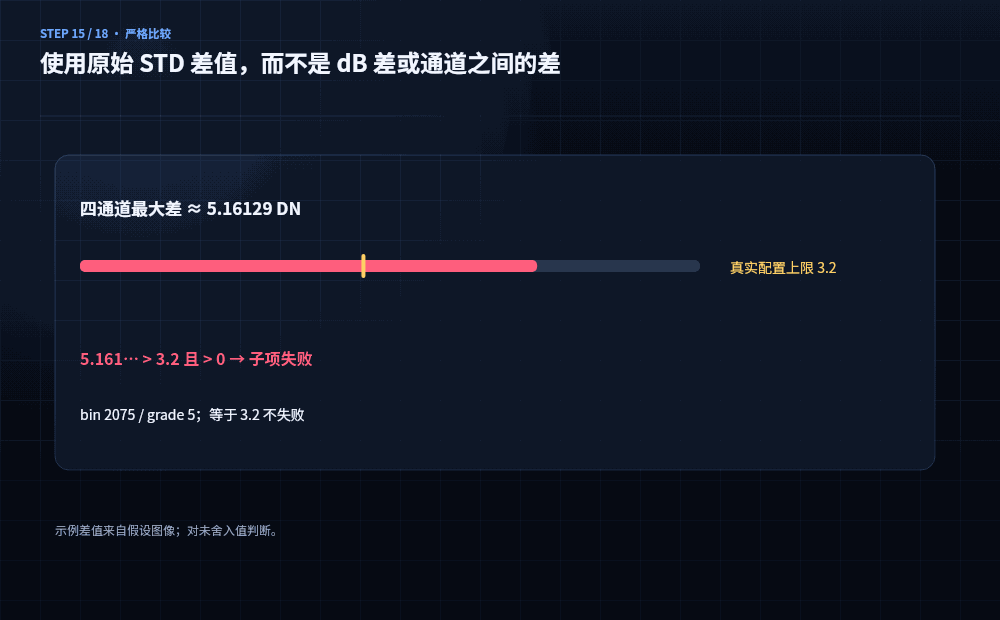 STEP 15 / 18 · 严格比较
使用原始 STD 差值，而不是 dB 差或通道之间的差
四通道最大差 ≈ 5.16129 DN
真实配置上限 3.2
5.161⋯ > 3.2 且 > 0 → 子项失败
bin 2075 / grade 5；等于 3.2 不失败
示例差值来自假设图像；对未舍入值判断。